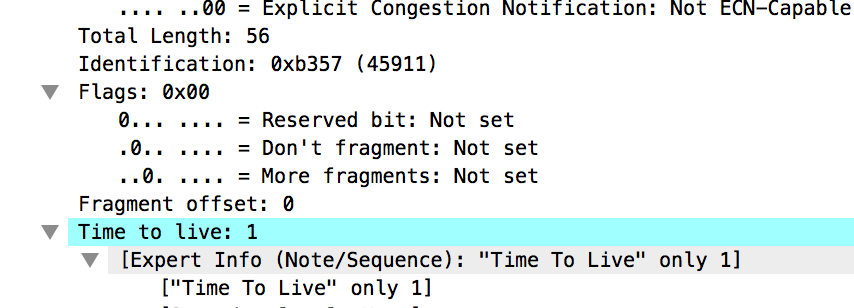 .... ..00 = Explicit Congestion Notification: Not ECN-Capable
Total Length: 56
Identification: 0xb357 (45911)
Flags: 0x00
0... .... = Reserved bit: Not set
.0.. .... = Don't fragment: Not set
..0. .... = More fragments: Not set
Fragment offset: 0
Time to live: 1
[Expert Info (Note/Sequence): "Time To Live" only 1]
["Time To Live" only 1]